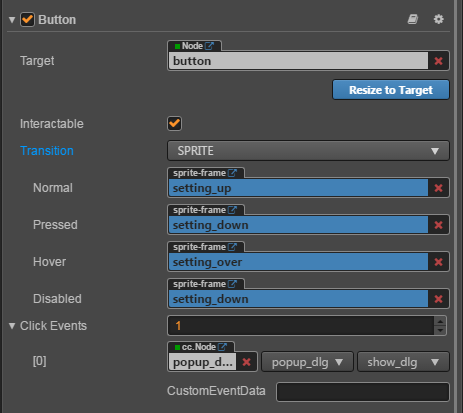 Button
Node
Target
button
Resize to Target
Interactable
Transition
SPRITE
sprite-frame
Normal
setting_up
sprite-frame
Pressed
setting_down
sprite-frame
Hover
setting_over
sprite-frame
Disabled
setting_down
Click Events
1
cc.Node
[0]
popup_d... popup_dlg show_dlg
CustomEventData